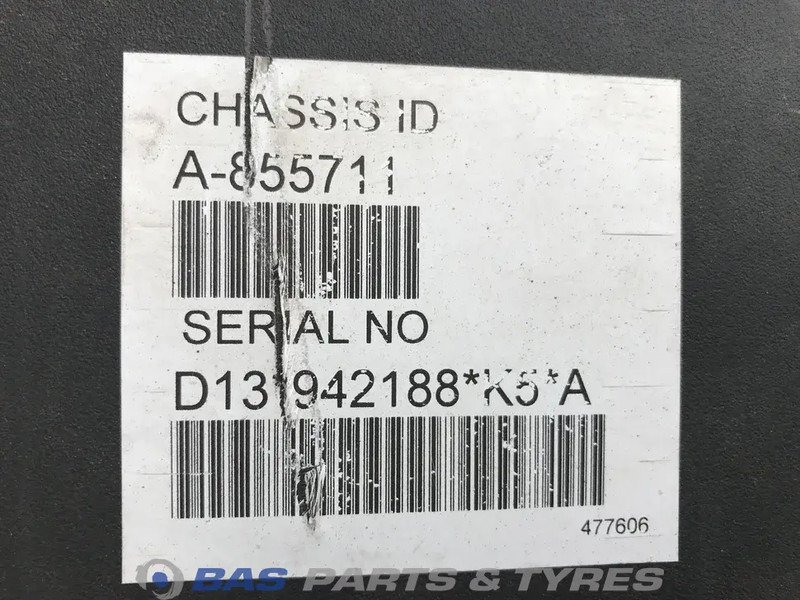 CHASSIS ID
A-855711
SERIAL NO
D13*942188*K5*A
477606
BAS PARTS & TYRES